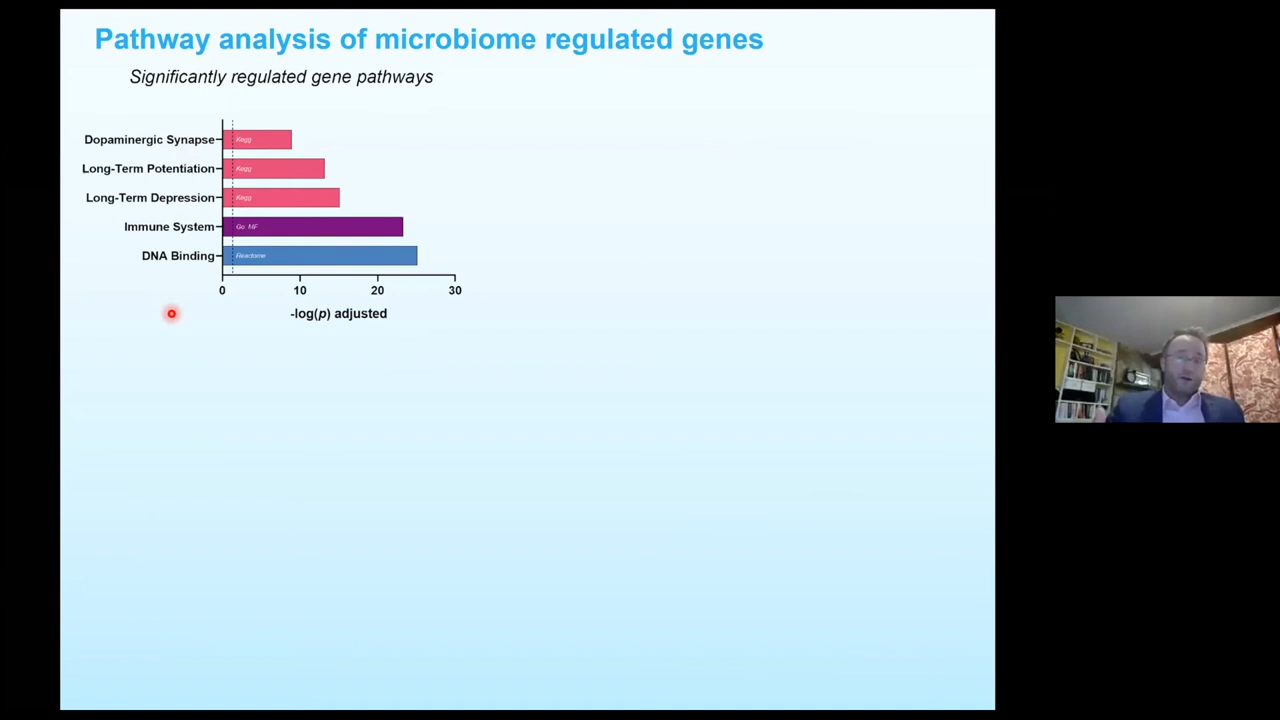 Pathway analysis of microbiome regulated genes
Significantly regulated gene pathways
Dopaminergic Synapse
Kegg
Long-Term Potentiation
Kegg
Long-Term Depression
Kegg
Immune System
Go: MF
DNA Binding
Reactome
0 10 20 30
-log(p) adjusted